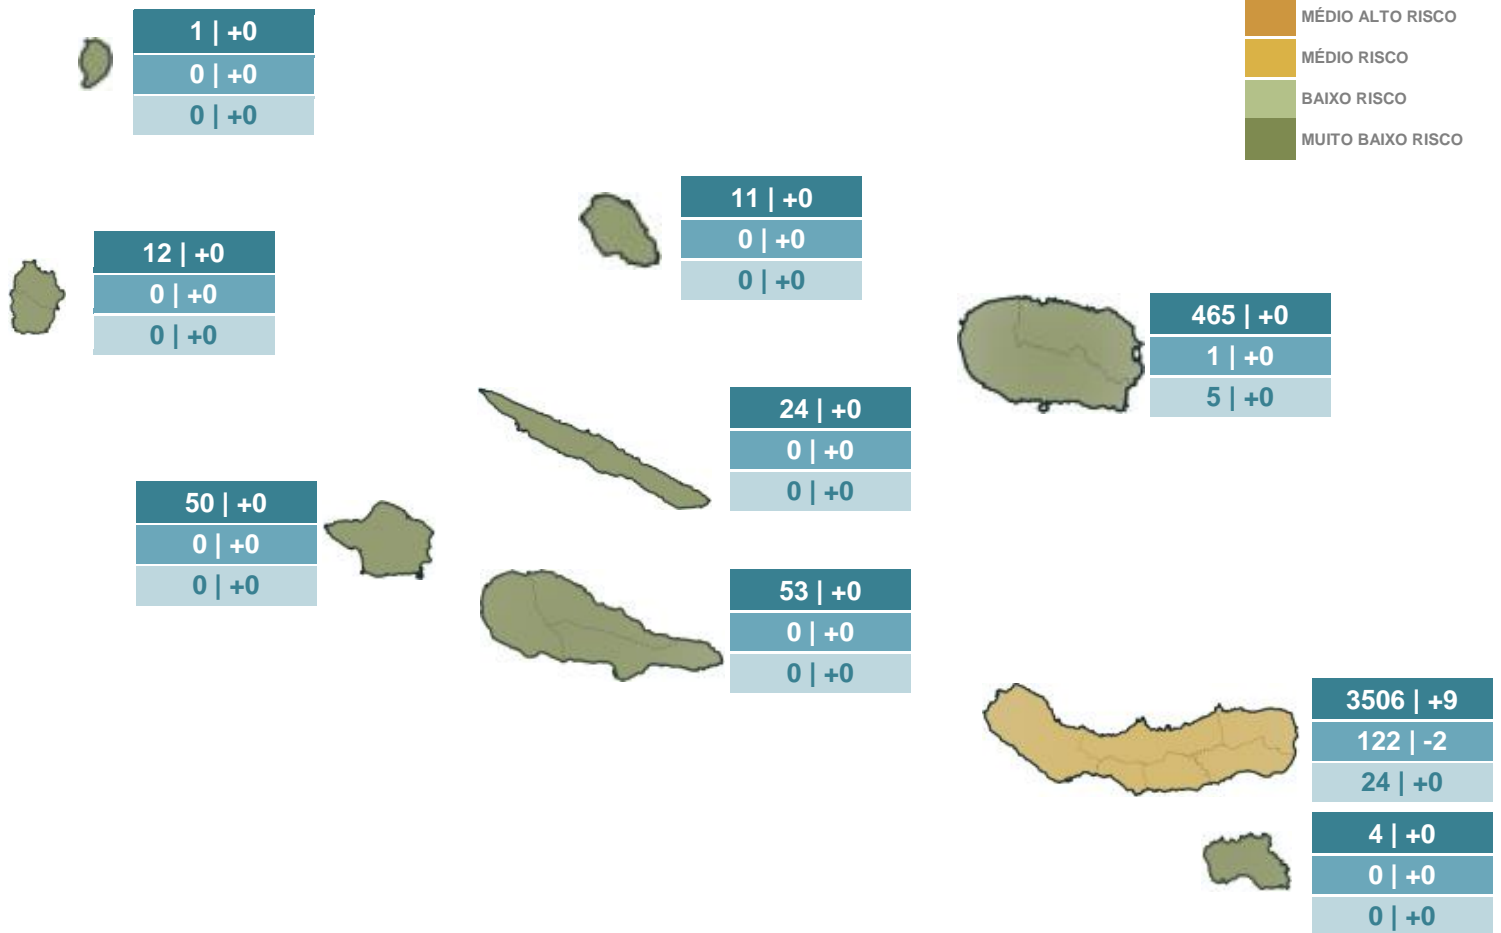 MÉDIO ALTO RISCO
MÉDIO RISCO
BAIXO RISCO
MUITO BAIXO RISCO
1 | +0
0 | +0
0 | +0
11 | +0
0 | +0
0 | +0
12 | +0
0 | +0
0 | +0
465 | +0
1 | +0
5 | +0
24 | +0
0 | +0
0 | +0
50 | +0
0 | +0
0 | +0
53 | +0
0 | +0
0 | +0
3506 | +9
122 | -2
24 | +0
4 | +0
0 | +0
0 | +0